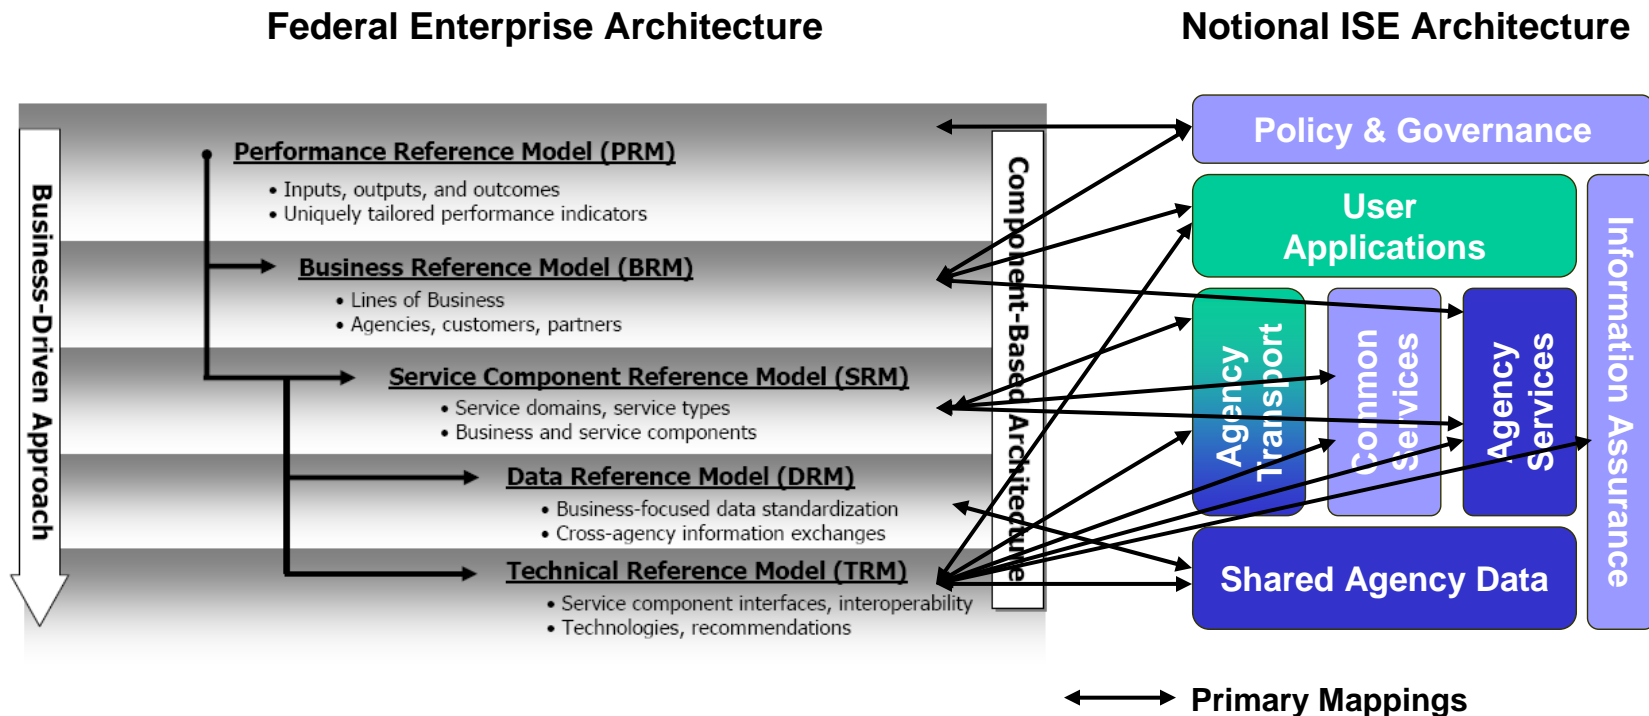 Federal Enterprise Architecture
Notional ISE Architecture
Business-Driven Approach
Performance Reference Model (PRM)
• Inputs, outputs, and outcomes
• Uniquely tailored performance indicators
Business Reference Model (BRM)
• Lines of Business
• Agencies, customers, partners
Service Component Reference Model (SRM)
• Service domains, service types
• Business and service components
Data Reference Model (DRM)
• Business-focused data standardization
• Cross-agency information exchanges
Technical Reference Model (TRM)
• Service component interfaces, interoperability
• Technologies, recommendations
Component-Based Architecture
Policy & Governance
User
Applications
Agency
Transport
Common
Services
Agency
Services
Information Assurance
Shared Agency Data
Primary Mappings